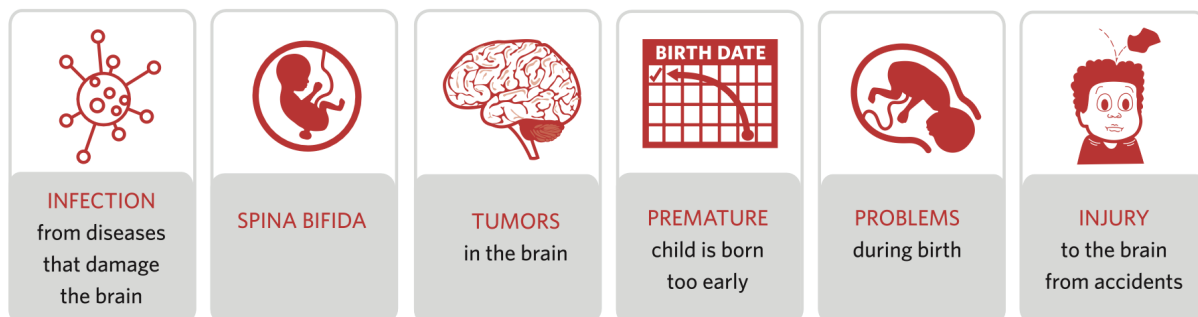 INFECTION
from diseases
that damage
the brain
SPINA BIFIDA
TUMORS
in the brain
BIRTH DATE
PREMATURE
child is born
too early
PROBLEMS
during birth
INJURY
to the brain
from accidents